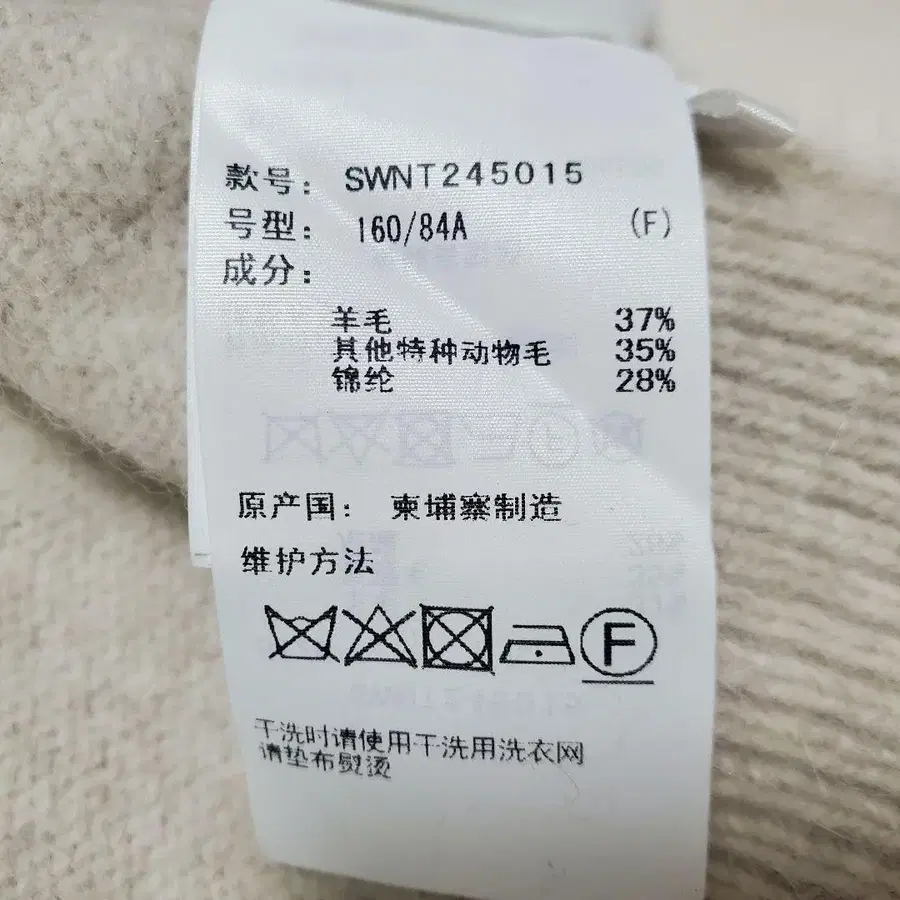 款号： SWNT245015
号型： 160/84A (F)
成分：
羊毛 37%
其他特种动物毛 35%
锦纶 28%
原产国： 柬埔寨制造
维护方法
F
干洗时请使用干洗用洗衣网
请垫布熨烫